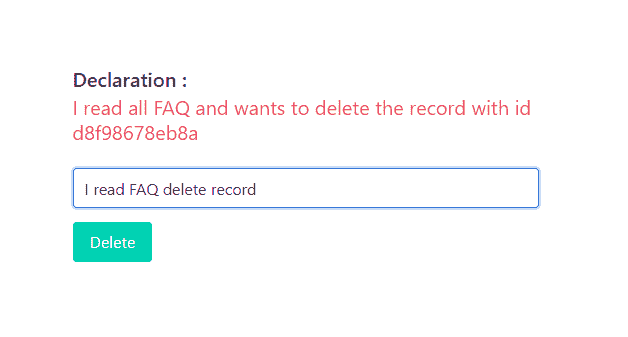 Declaration :
I read all FAQ and wants to delete the record with id
d8f98678eb8a
I read FAQ delete record
Delete